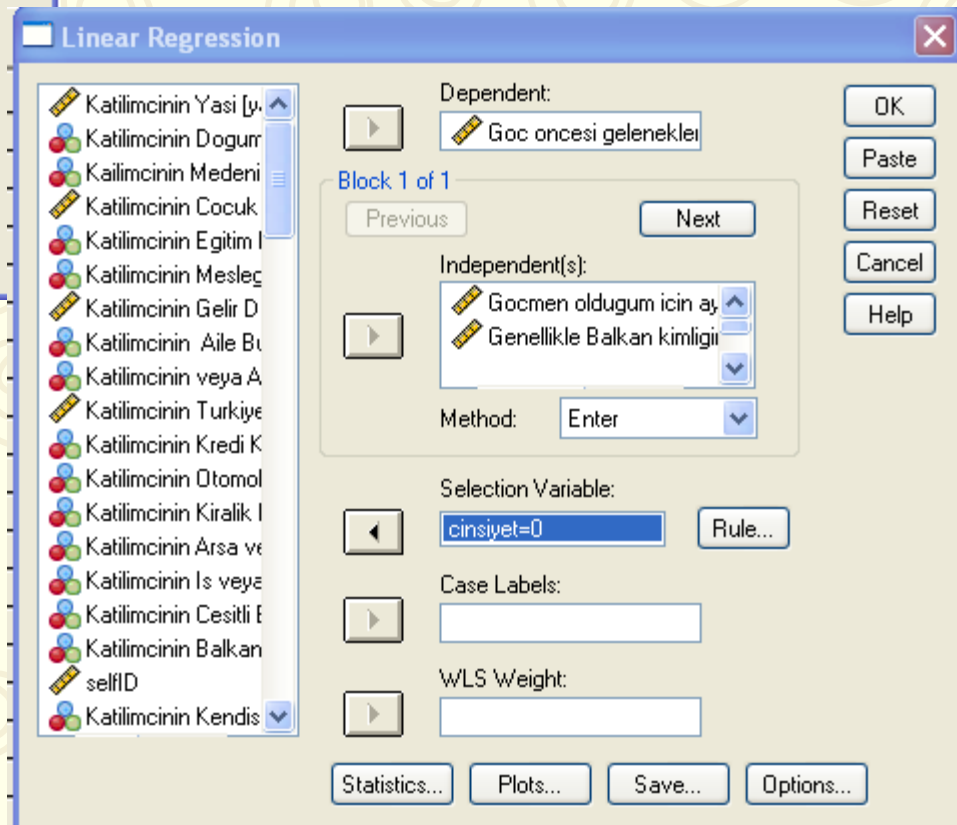 Linear Regression
Katilimcinin Yasi [y
Katilimcinin Dogum
Kailimcinin Medeni
Katilimcinin Cocuk
Katilimcinin Egitim
Katilimcinin Mesleg
Katilimcinin Gelir D
Katilimcinin Aile Bu
Katilimcinin veya A
Katilimcinin Turkiye
Katilimcinin Kredi K
Katilimcinin Otomol
Katilimcinin Kiralik
Katilimcinin Arsa ve
Katilimcinin Is veya
Katilimcinin Cesitli
Katilimcinin Balkan
selfID
Katilimcinin Kendis
Dependent:
Goc oncesi gelenekler
Block 1 of 1
Previous
Next
Independent(s):
Gocmen oldugum icin ay
Genellikle Balkan kimligi
Method:
Enter
Selection Variable:
cinsiyet=0
Rule...
Case Labels:
WLS Weight:
Statistics...
Plots...
Save...
Options...
OK
Paste
Reset
Cancel
Help